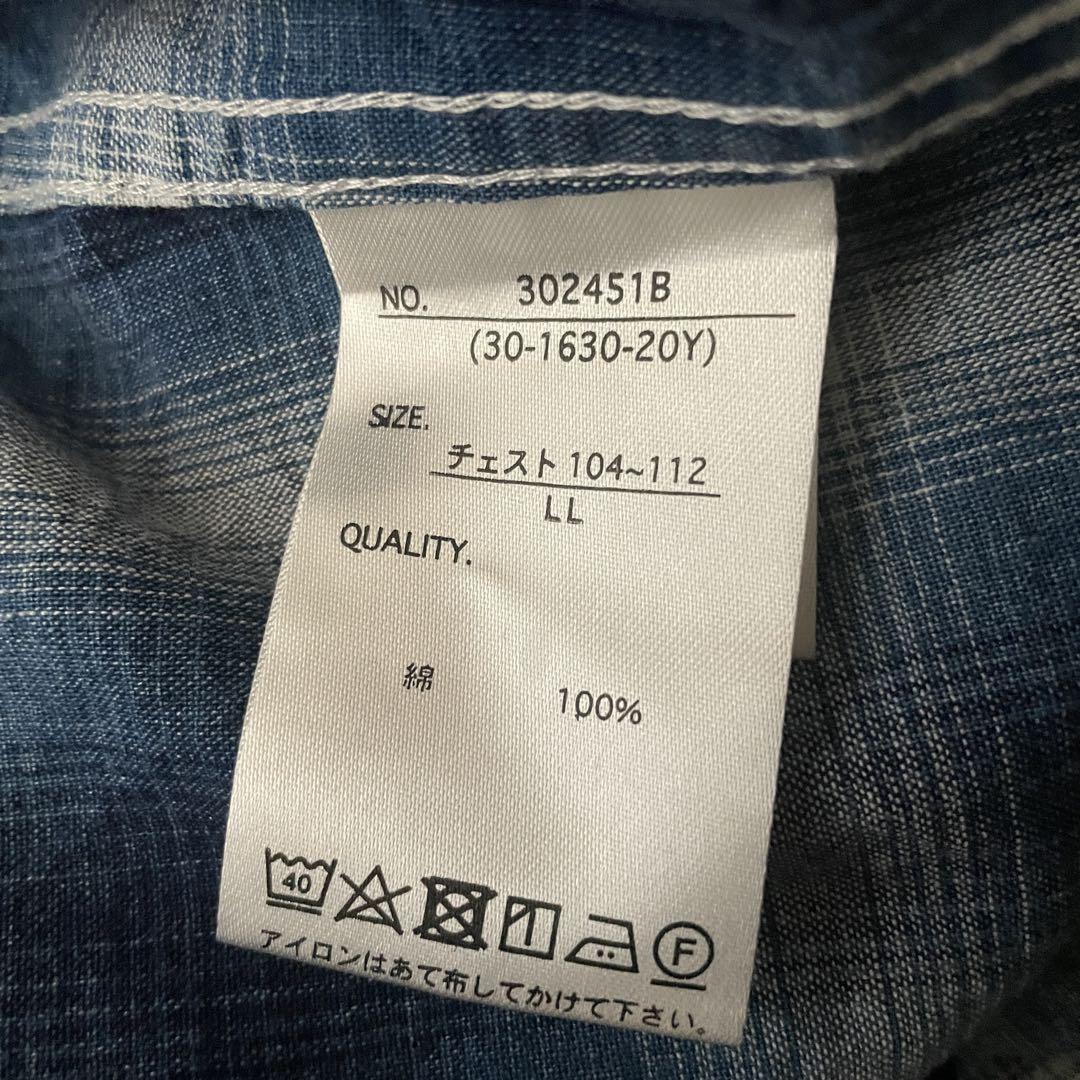 NO. 302451B
(30-1630-20Y)
SIZE.
チェスト 104~112
LL
QUALITY.
綿 100%
40
F
アイロンはあて布してかけて下さい。